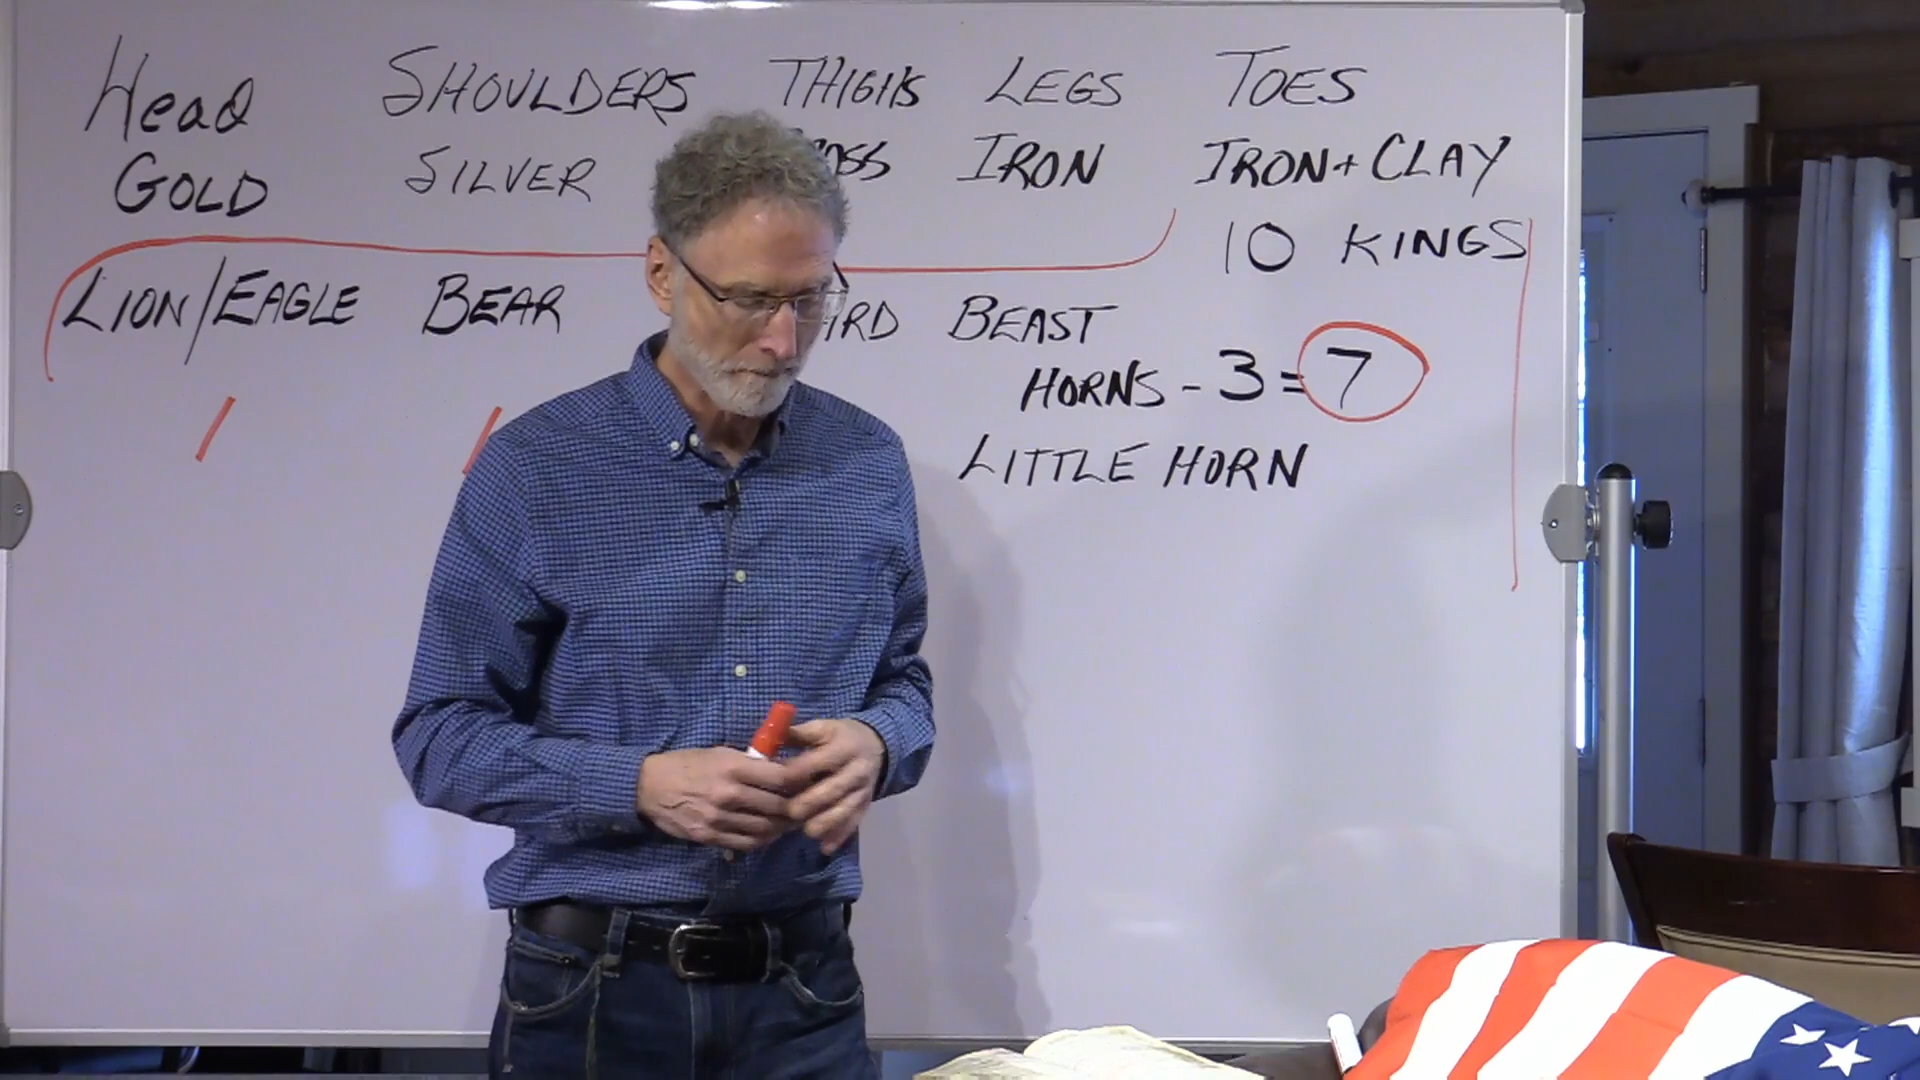 Head SHOULDERS THIGHS LEGS TOES
GOLD SILVER IRON IRON + CLAY
10 KINGS
LION/EAGLE BEAR BEAST
HORNS - 3 = 7
LITTLE HORN